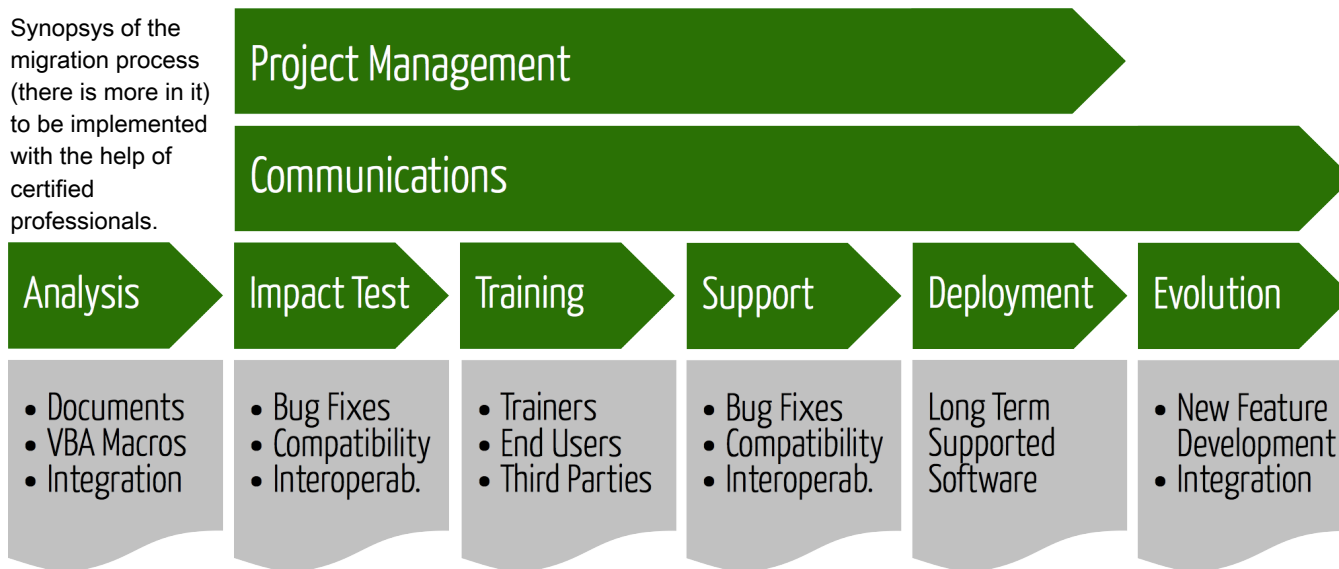 Synopsys of the
migration process
(there is more in it)
to be implemented
with the help of
certified
professionals.
Project Management
Communications
Analysis
Impact Test
Training
Support
Deployment
Evolution
• Documents
• VBA Macros
• Integration
• Bug Fixes
• Compatibility
• Interoperab.
• Trainers
• End Users
• Third Parties
• Bug Fixes
• Compatibility
• Interoperab.
Long Term
Supported
Software
• New Feature
Development
• Integration